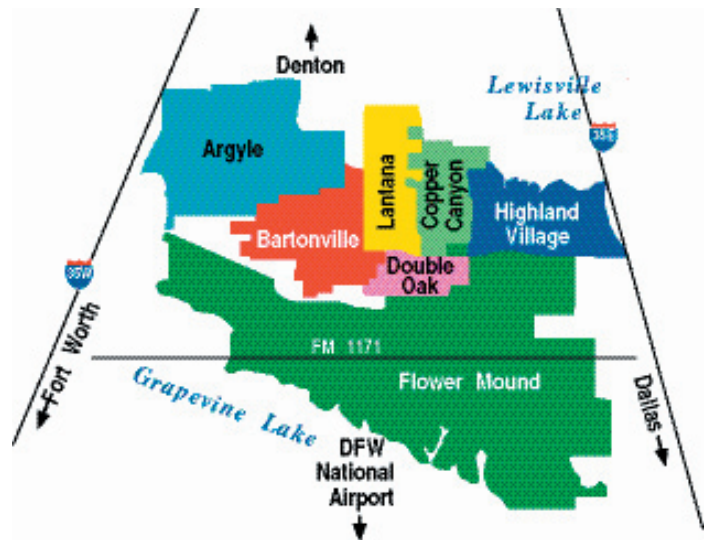 Denton
Lewisville
Lake
35E
Argyle
Lantana
Copper
Canyon
Highland
Village
Bartonville
Double
Oak
35W
Fort Worth
FM 1171
Flower Mound
Grapevine Lake
Dallas
DFW
National
Airport